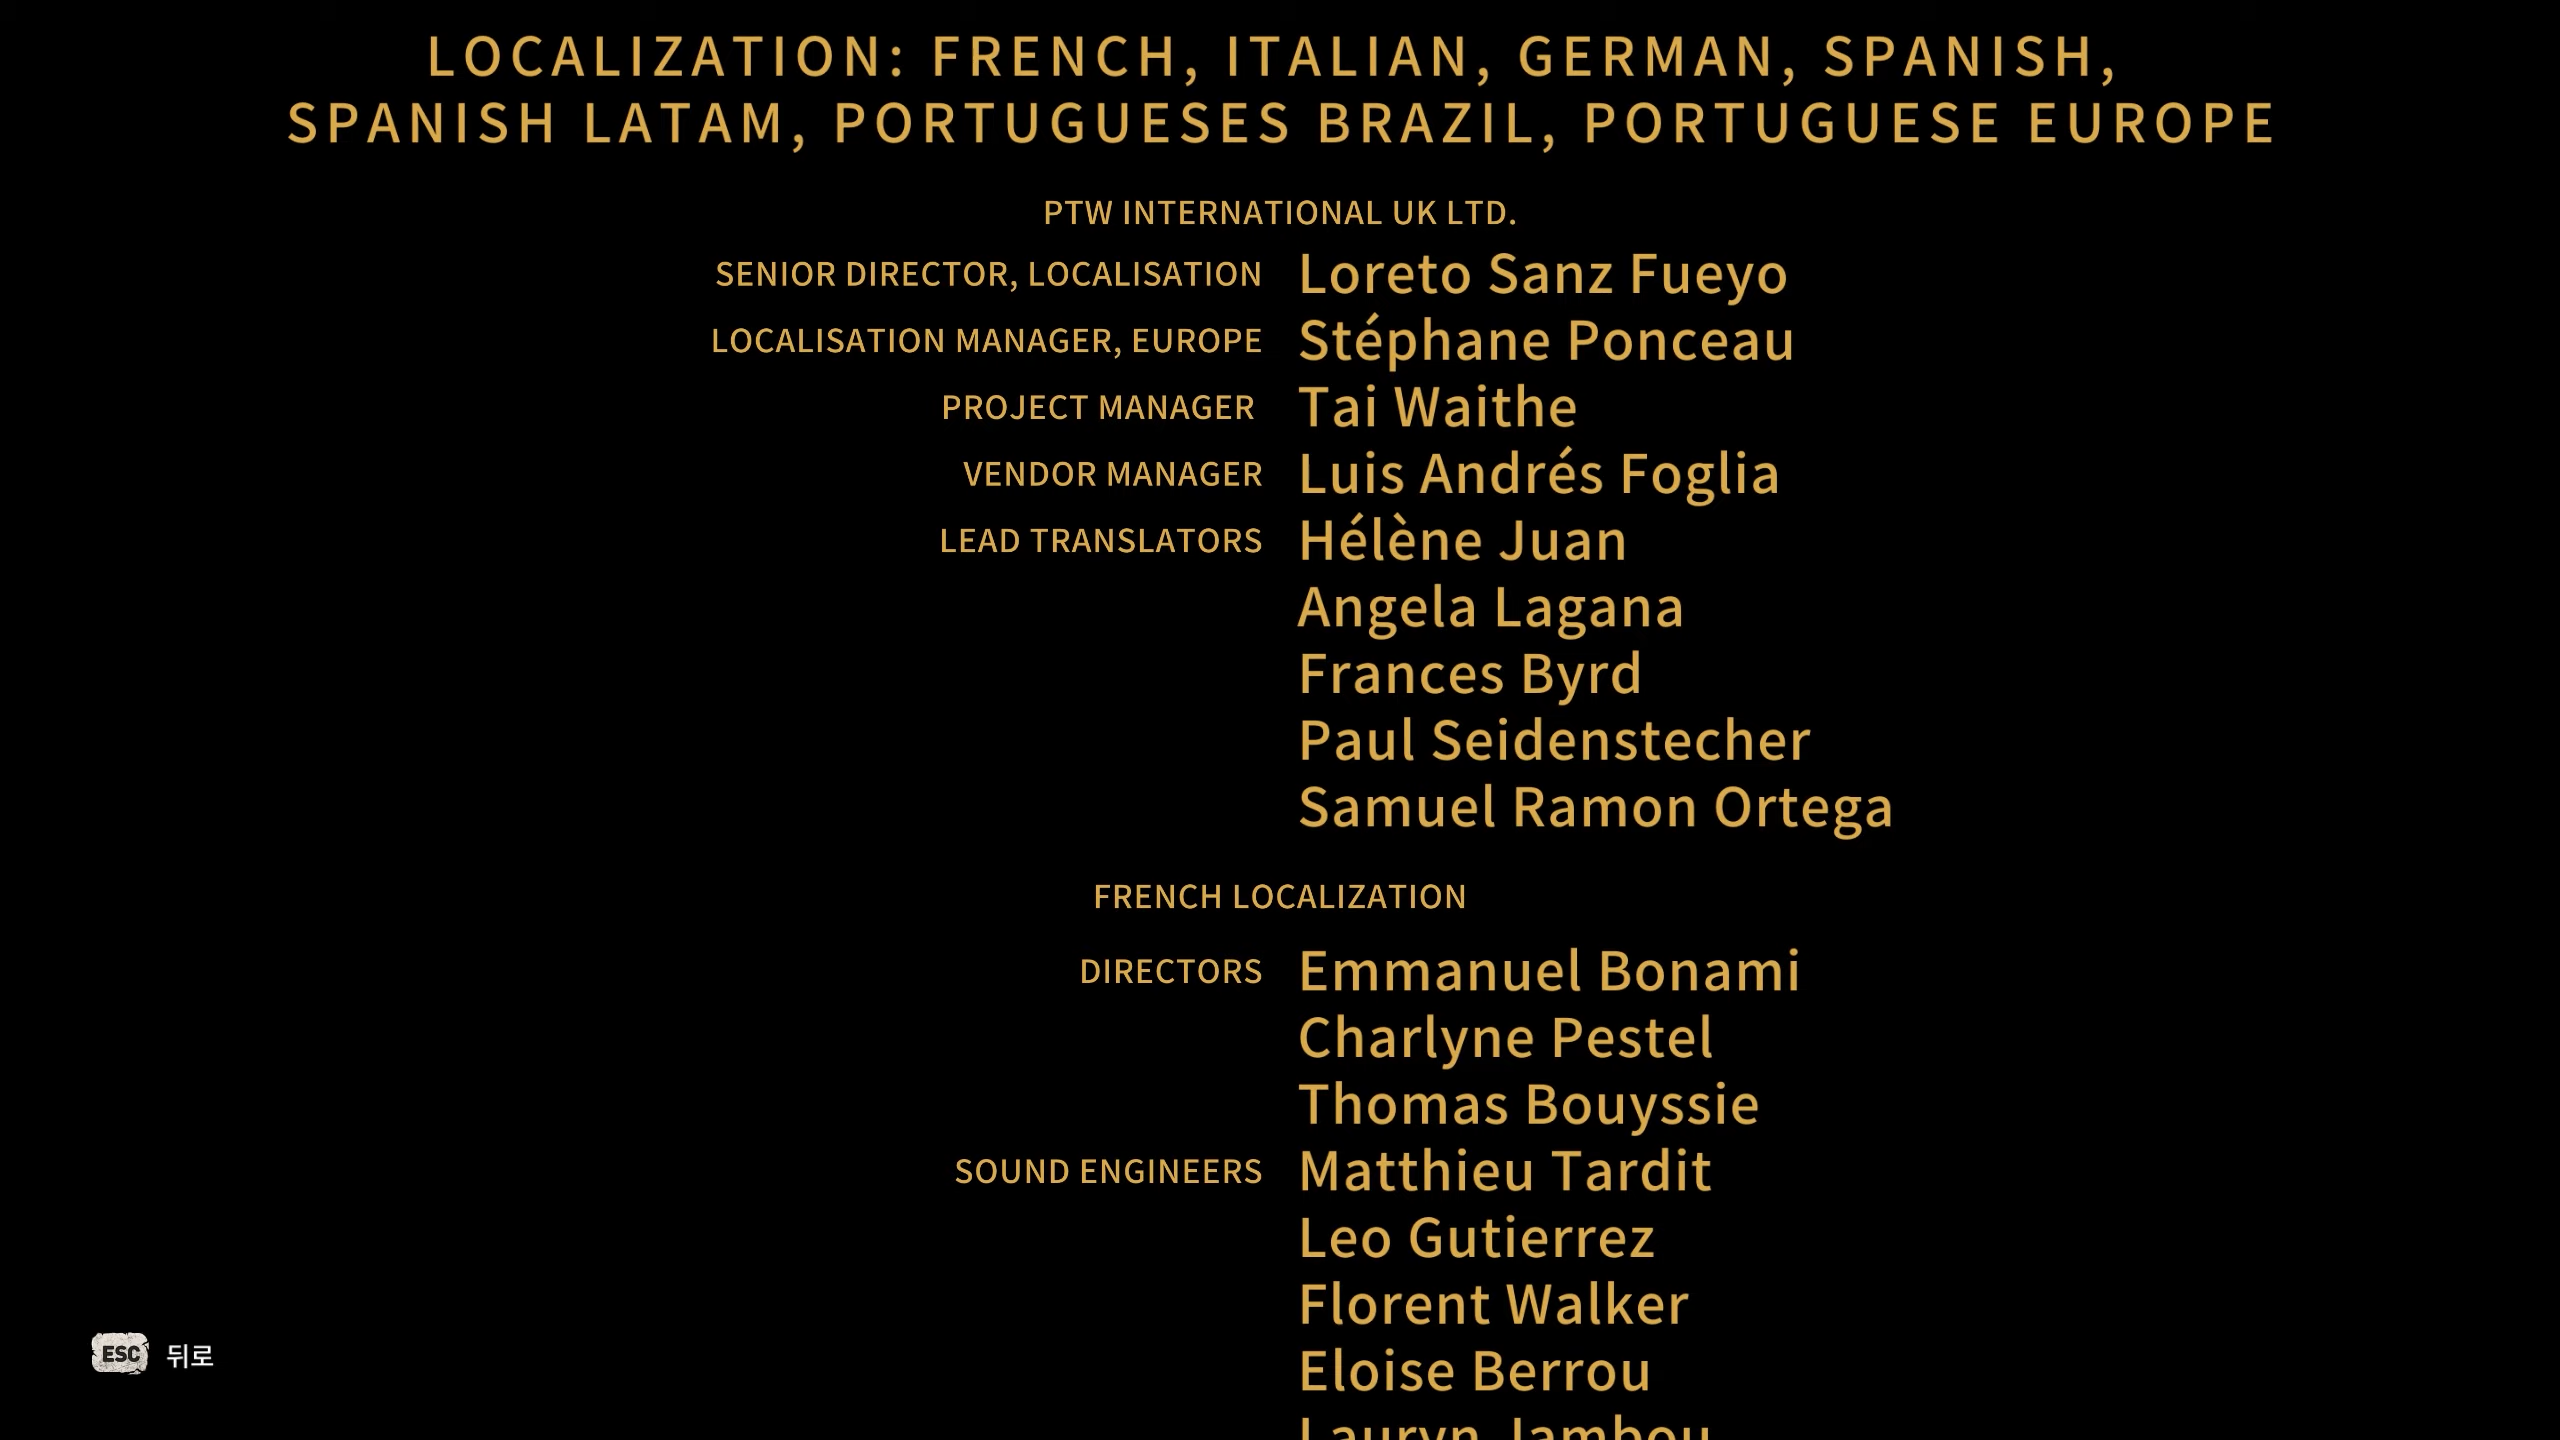 LOCALIZATION: FRENCH, ITALIAN, GERMAN, SPANISH,
SPANISH LATAM, PORTUGUESES BRAZIL, PORTUGUESE EUROPE
PTW INTERNATIONAL UK LTD.
SENIOR DIRECTOR, LOCALISATION Loreto Sanz Fueyo
LOCALISATION MANAGER, EUROPE Stéphane Ponceau
PROJECT MANAGER Tai Waithe
VENDOR MANAGER Luis Andrés Foglia
LEAD TRANSLATORS Hélène Juan
Angela Lagana
Frances Byrd
Paul Seidenstecher
Samuel Ramon Ortega
FRENCH LOCALIZATION
DIRECTORS Emmanuel Bonami
Charlyne Pestel
Thomas Bouyssie
SOUND ENGINEERS Matthieu Tardit
Leo Gutierrez
Florent Walker
Eloise Berrou
ESC 뒤로